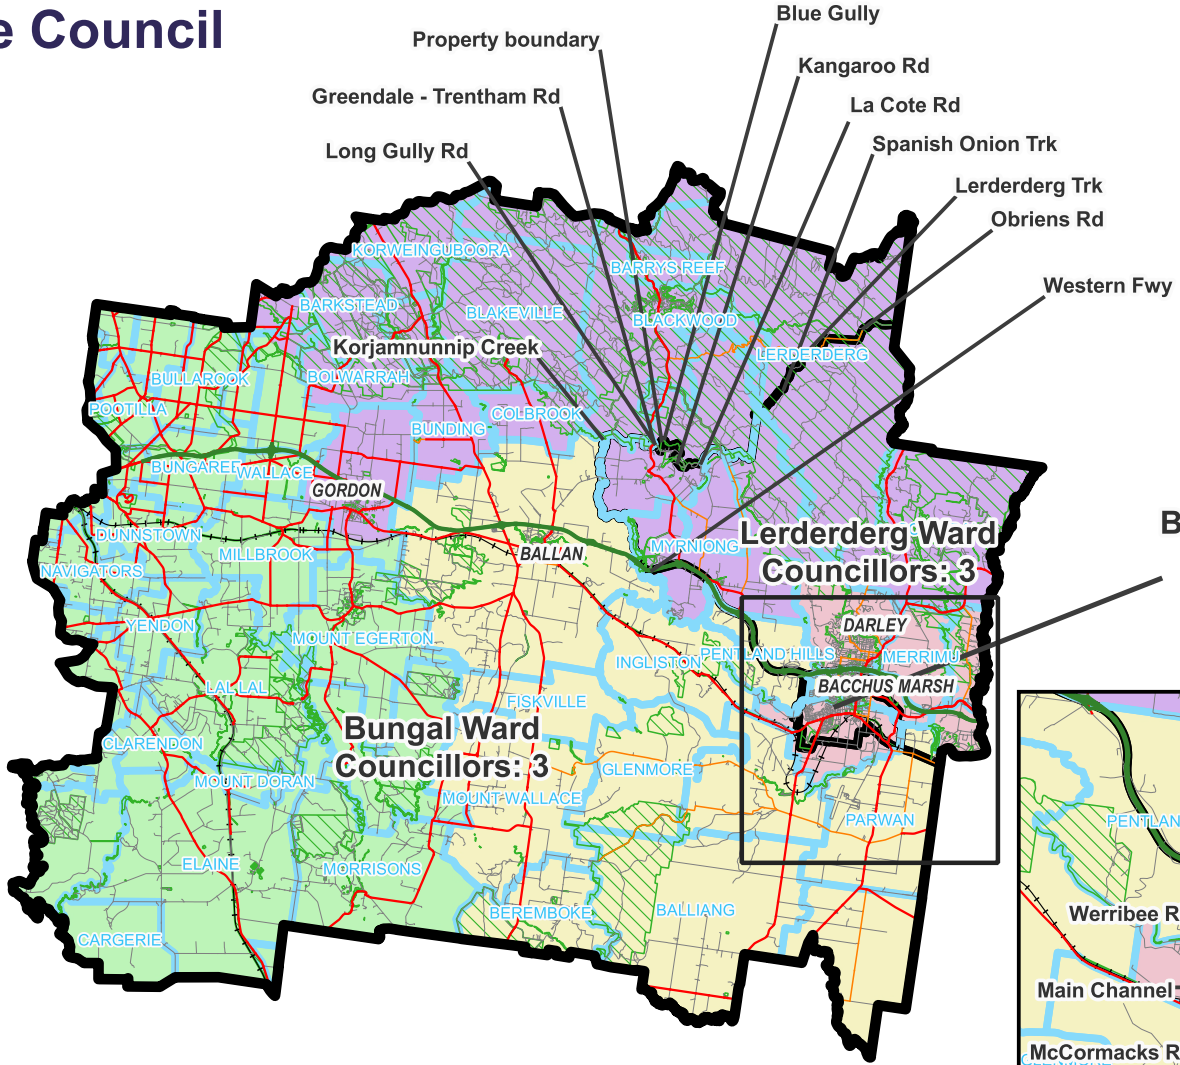 e Council
Blue Gully
Property boundary
Kangaroo Rd
Greendale - Trentham Rd
La Cote Rd
Spanish Onion Trk
Long Gully Rd
Lerderderg Trk
Obriens Rd
Western Fwy
KORWEINGUBOORA
BARRYS REEF
BARKSTEAD
BLAKEVILLE
BLACKWOOD
Korjamnunnip Creek
LERDERDERG
BULLAROOK
BOLWARRAH
POOTILLA
COLBROOK
BUNDING
BUNGAREE
WALLACE
GORDON
B
DUNNSTOWN
MILLBROOK
BALLAN
MYRNIONG
Lerderderg Ward
Councillors: 3
NAVIGATORS
YENDON
MOUNT EGERTON
DARLEY
INGLISTON
PENTLAND HILLS
MERRIMU
LAL LAL
BACCHUS MARSH
FISKVILLE
Bungal Ward
Councillors: 3
CLARENDON
MOUNT DORAN
GLENMORE
MOUNT WALLACE
PARWAN
PENTLAN
ELAINE
MORRISONS
BEREMBOKE
BALLIANG
Werribee R
CARGERIE
Main Channel
McCormacks R